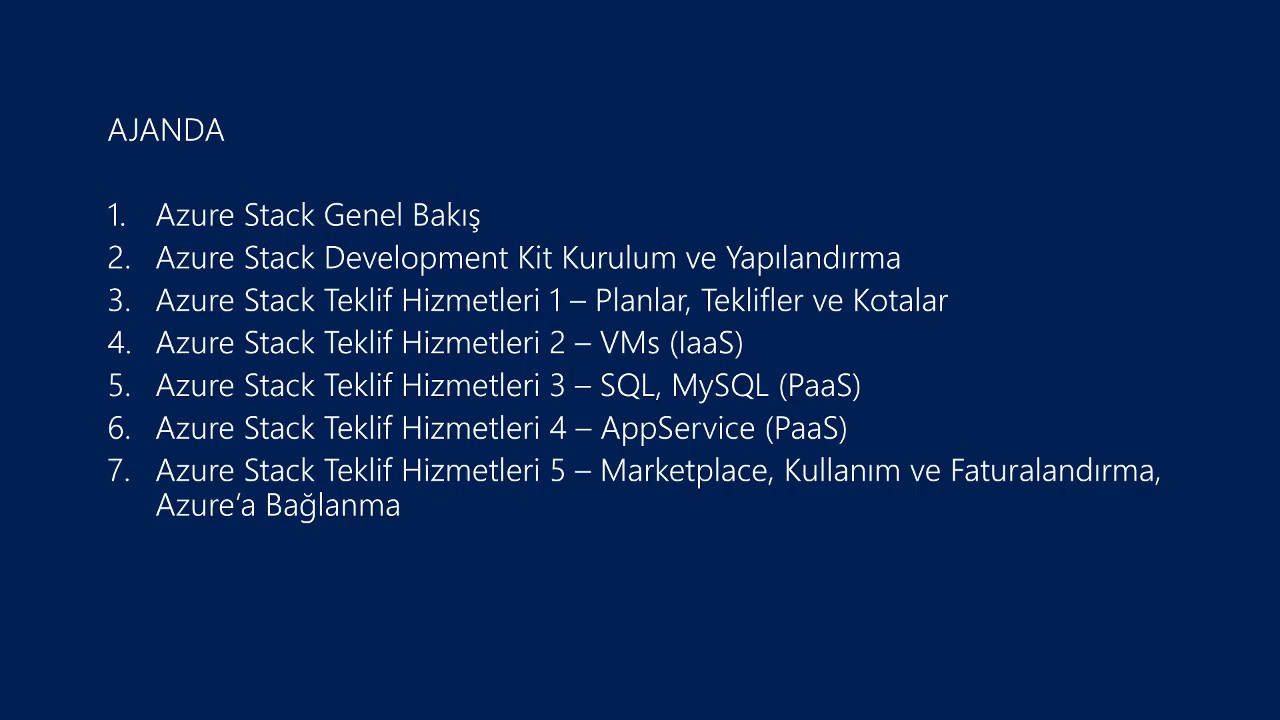 AJANDA
1. Azure Stack Genel Bakış
2. Azure Stack Development Kit Kurulum ve Yapılandırma
3. Azure Stack Teklif Hizmetleri 1 – Planlar, Teklifler ve Kotalar
4. Azure Stack Teklif Hizmetleri 2 – VMs (IaaS)
5. Azure Stack Teklif Hizmetleri 3 – SQL, MySQL (PaaS)
6. Azure Stack Teklif Hizmetleri 4 – AppService (PaaS)
7. Azure Stack Teklif Hizmetleri 5 – Marketplace, Kullanım ve Faturalandırma,
Azure’a Bağlanma